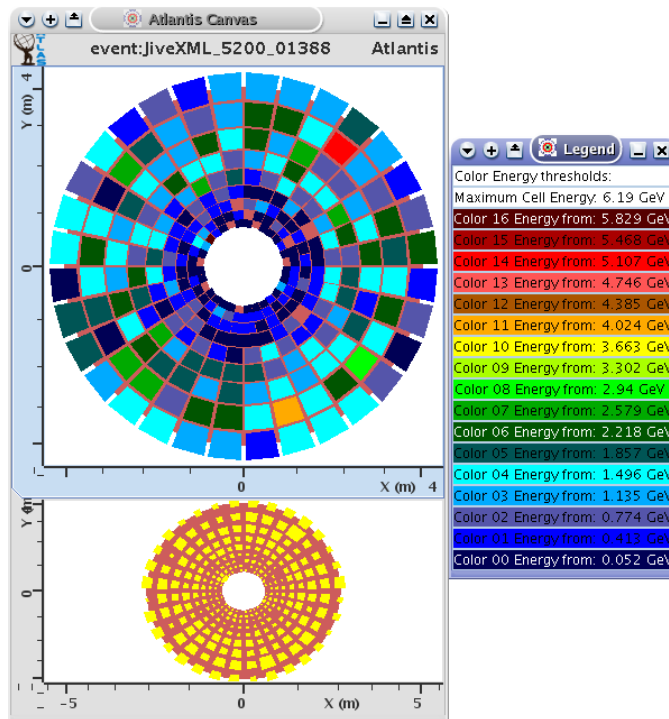 Atlantis Canvas
event:JiveXML_5200_01388 Atlantis
4
Y (m)
0
0 X (m) 4
0
-5 0 X (m) 5
Legend
Color Energy thresholds:
Maximum Cell Energy: 6.19 GeV
Color 16 Energy from: 5.829 GeV
Color 15 Energy from: 5.468 GeV
Color 14 Energy from: 5.107 GeV
Color 13 Energy from: 4.746 GeV
Color 12 Energy from: 4.385 GeV
Color 11 Energy from: 4.024 GeV
Color 10 Energy from: 3.663 GeV
Color 09 Energy from: 3.302 GeV
Color 08 Energy from: 2.94 GeV
Color 07 Energy from: 2.579 GeV
Color 06 Energy from: 2.218 GeV
Color 05 Energy from: 1.857 GeV
Color 04 Energy from: 1.496 GeV
Color 03 Energy from: 1.135 GeV
Color 02 Energy from: 0.774 GeV
Color 01 Energy from: 0.413 GeV
Color 00 Energy from: 0.052 GeV